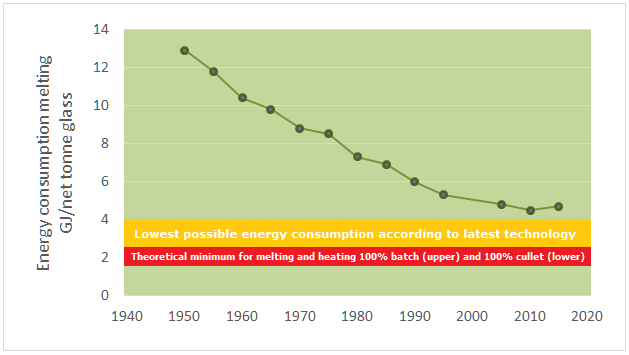 Energy consumption melting
GJ/net tonne glass
14
12
10
8
6
4
2
0
Lowest possible energy consumption according to latest technology
Theoretical minimum for melting and heating 100% batch (upper) and 100% cullet (lower)
1940 1950 1960 1970 1980 1990 2000 2010 2020